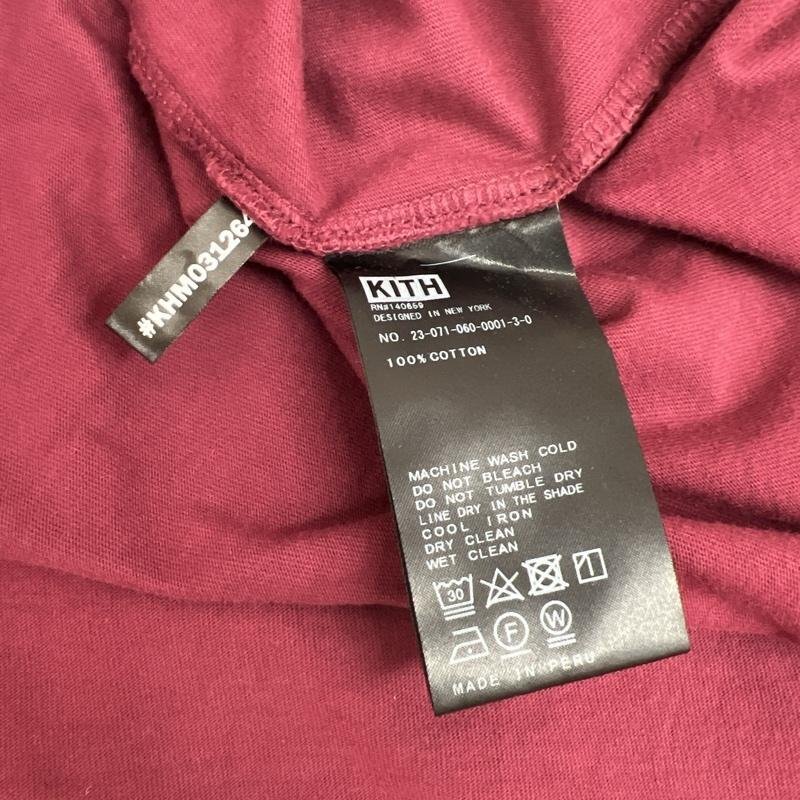 #KHM031264
KITH
RN#140659
DESIGNED IN NEW YORK
NO. 23-071-060-0001-3-0
100% COTTON
MACHINE WASH COLD
DO NOT BLEACH
DO NOT TUMBLE DRY
LINE DRY IN THE SHADE
COOL IRON
DRY CLEAN
WET CLEAN
30
F W
MADE IN PERU